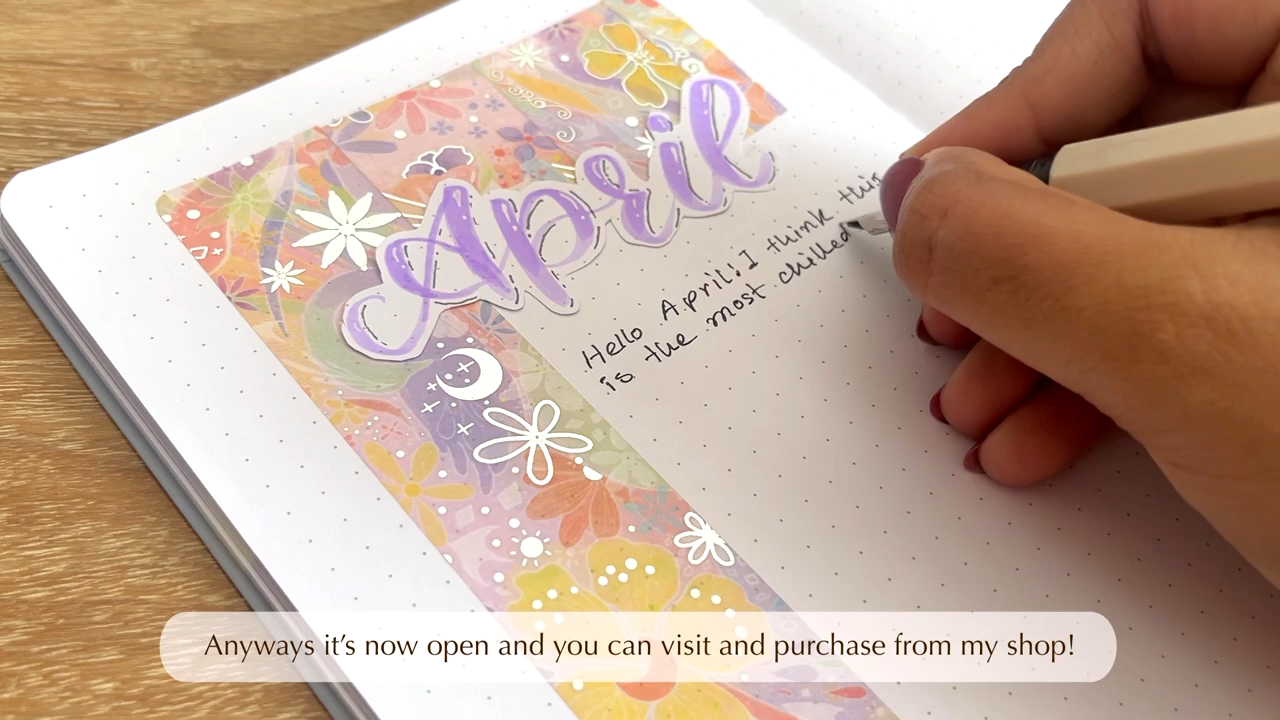 April
Hello April! I think this
is the most chilled
Anyways it's now open and you can visit and purchase from my shop!